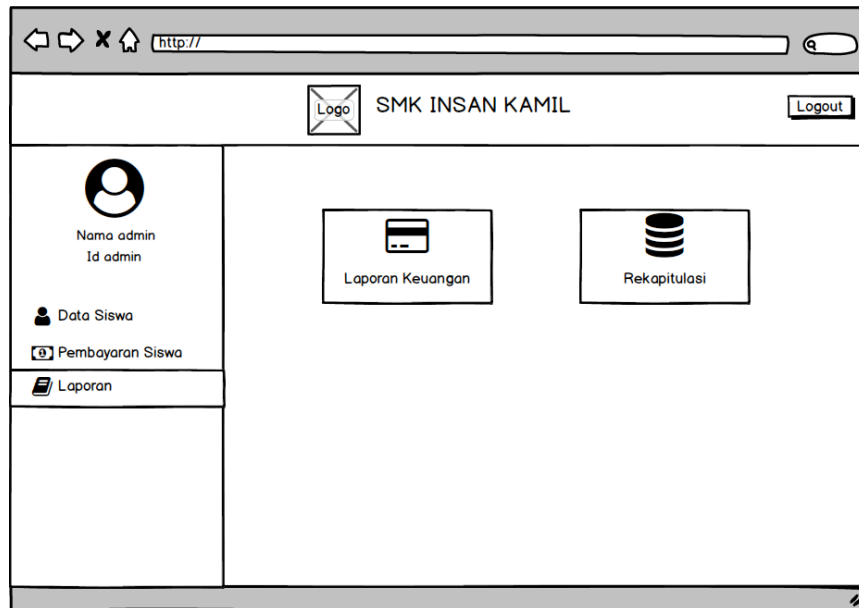 http://
Logo
SMK INSAN KAMIL
Logout
Nama admin
Id admin
Data Siswa
Pembayaran Siswa
Laporan
Laporan Keuangan
Rekapitulasi